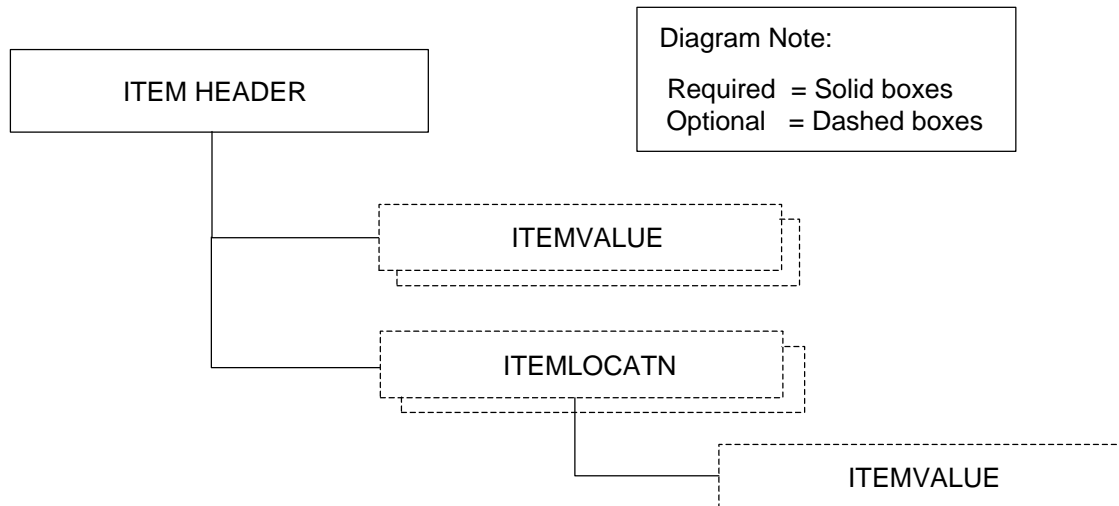 Diagram Note:
Required = Solid boxes
Optional = Dashed boxes
ITEM HEADER
ITEMVALUE
ITEMLOCATN
ITEMVALUE